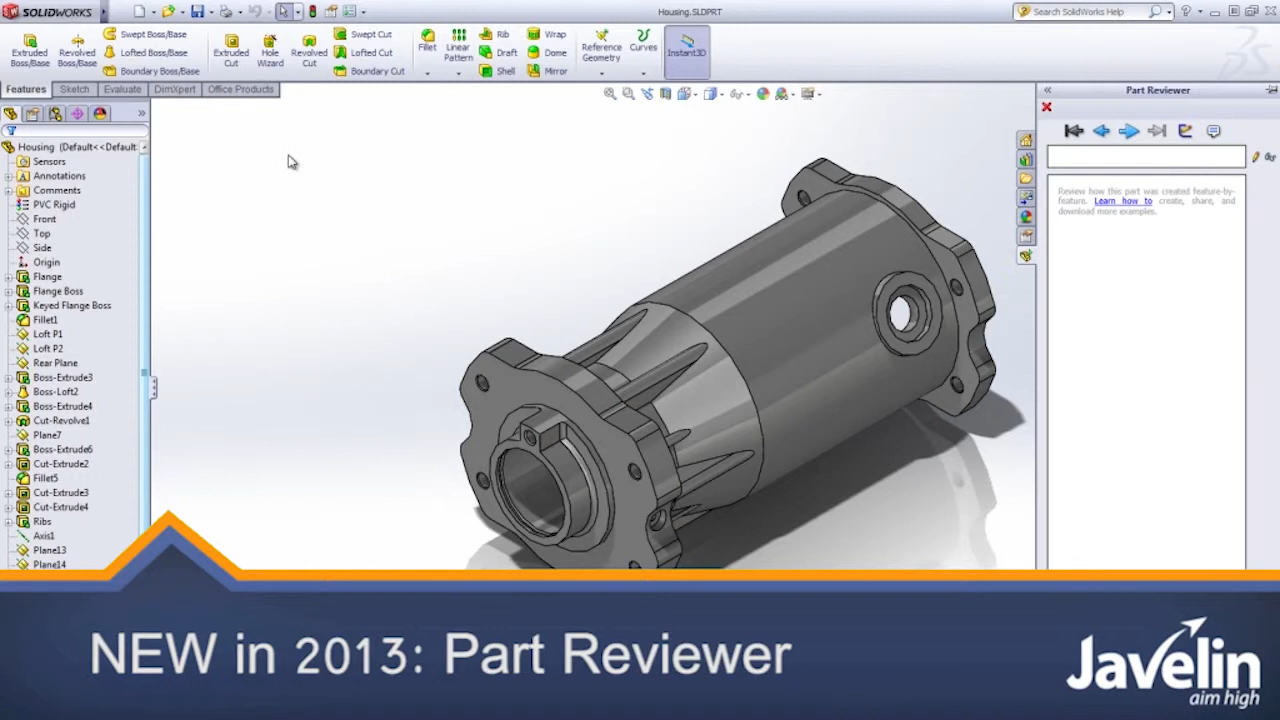 SOLIDWORKS
Housing.SLDPRT
Search SolidWorks Help
Extruded Boss/Base
Revolved Boss/Base
Swept Boss/Base
Lofted Boss/Base
Boundary Boss/Base
Extruded Cut
Hole Wizard
Revolved Cut
Swept Cut
Lofted Cut
Boundary Cut
Fillet
Linear Pattern
Rib
Draft
Shell
Wrap
Dome
Mirror
Reference Geometry
Curves
Instant3D
Features
Sketch
Evaluate
DimXpert
Office Products
Housing (Default<<Default
Sensors
Annotations
Comments
PVC Rigid
Front
Top
Side
Origin
Flange
Flange Boss
Keyed Flange Boss
Fillet1
Loft P1
Loft P2
Rear Plane
Boss-Extrude3
Boss-Loft2
Boss-Extrude4
Cut-Revolve1
Plane7
Boss-Extrude6
Cut-Extrude2
Fillet5
Cut-Extrude3
Cut-Extrude4
Ribs
Axis1
Plane13
Plane14
Part Reviewer
Review how this part was created feature-by-
feature. Learn how to create, share, and
download more examples.
NEW in 2013: Part Reviewer
Javelin
aim high